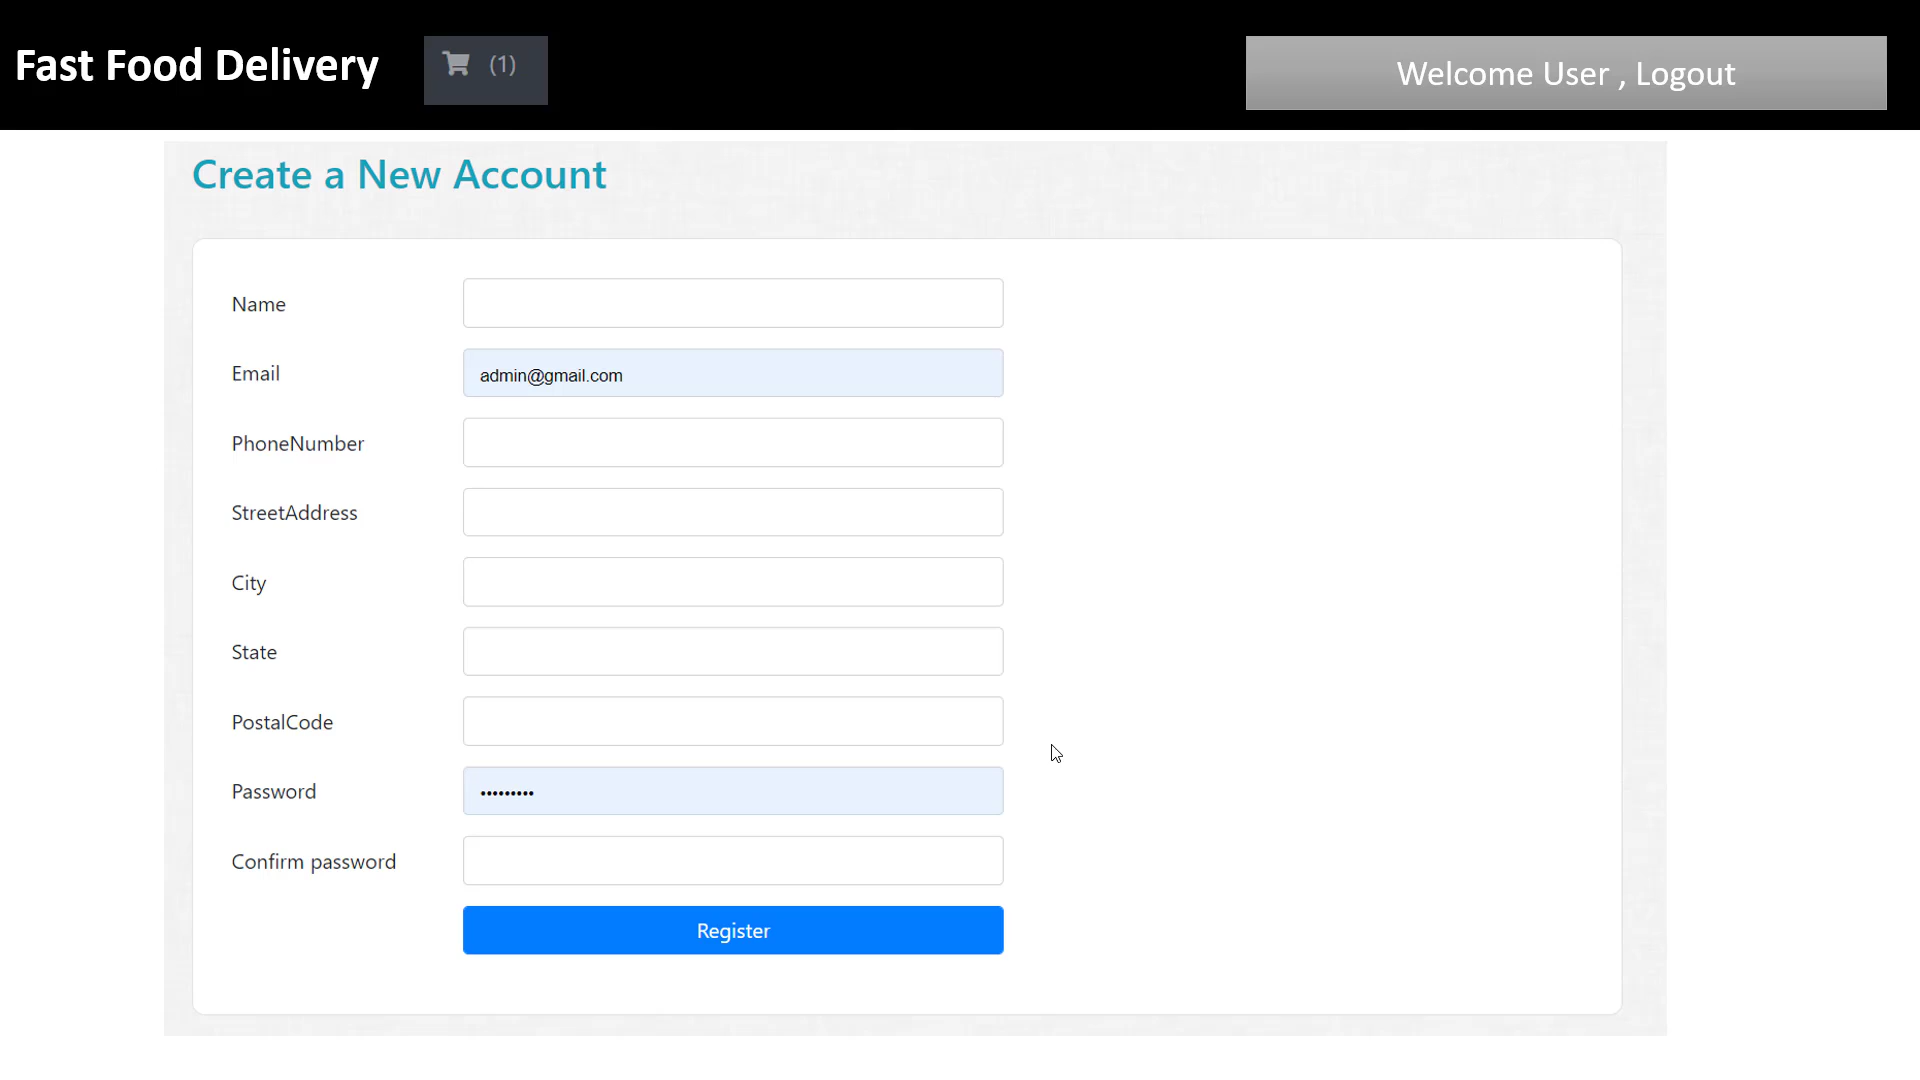 Fast Food Delivery
(1)
Welcome User , Logout
Create a New Account
Name
Email
admin@gmail.com
PhoneNumber
StreetAddress
City
State
PostalCode
Password
•••••••••
Confirm password
Register